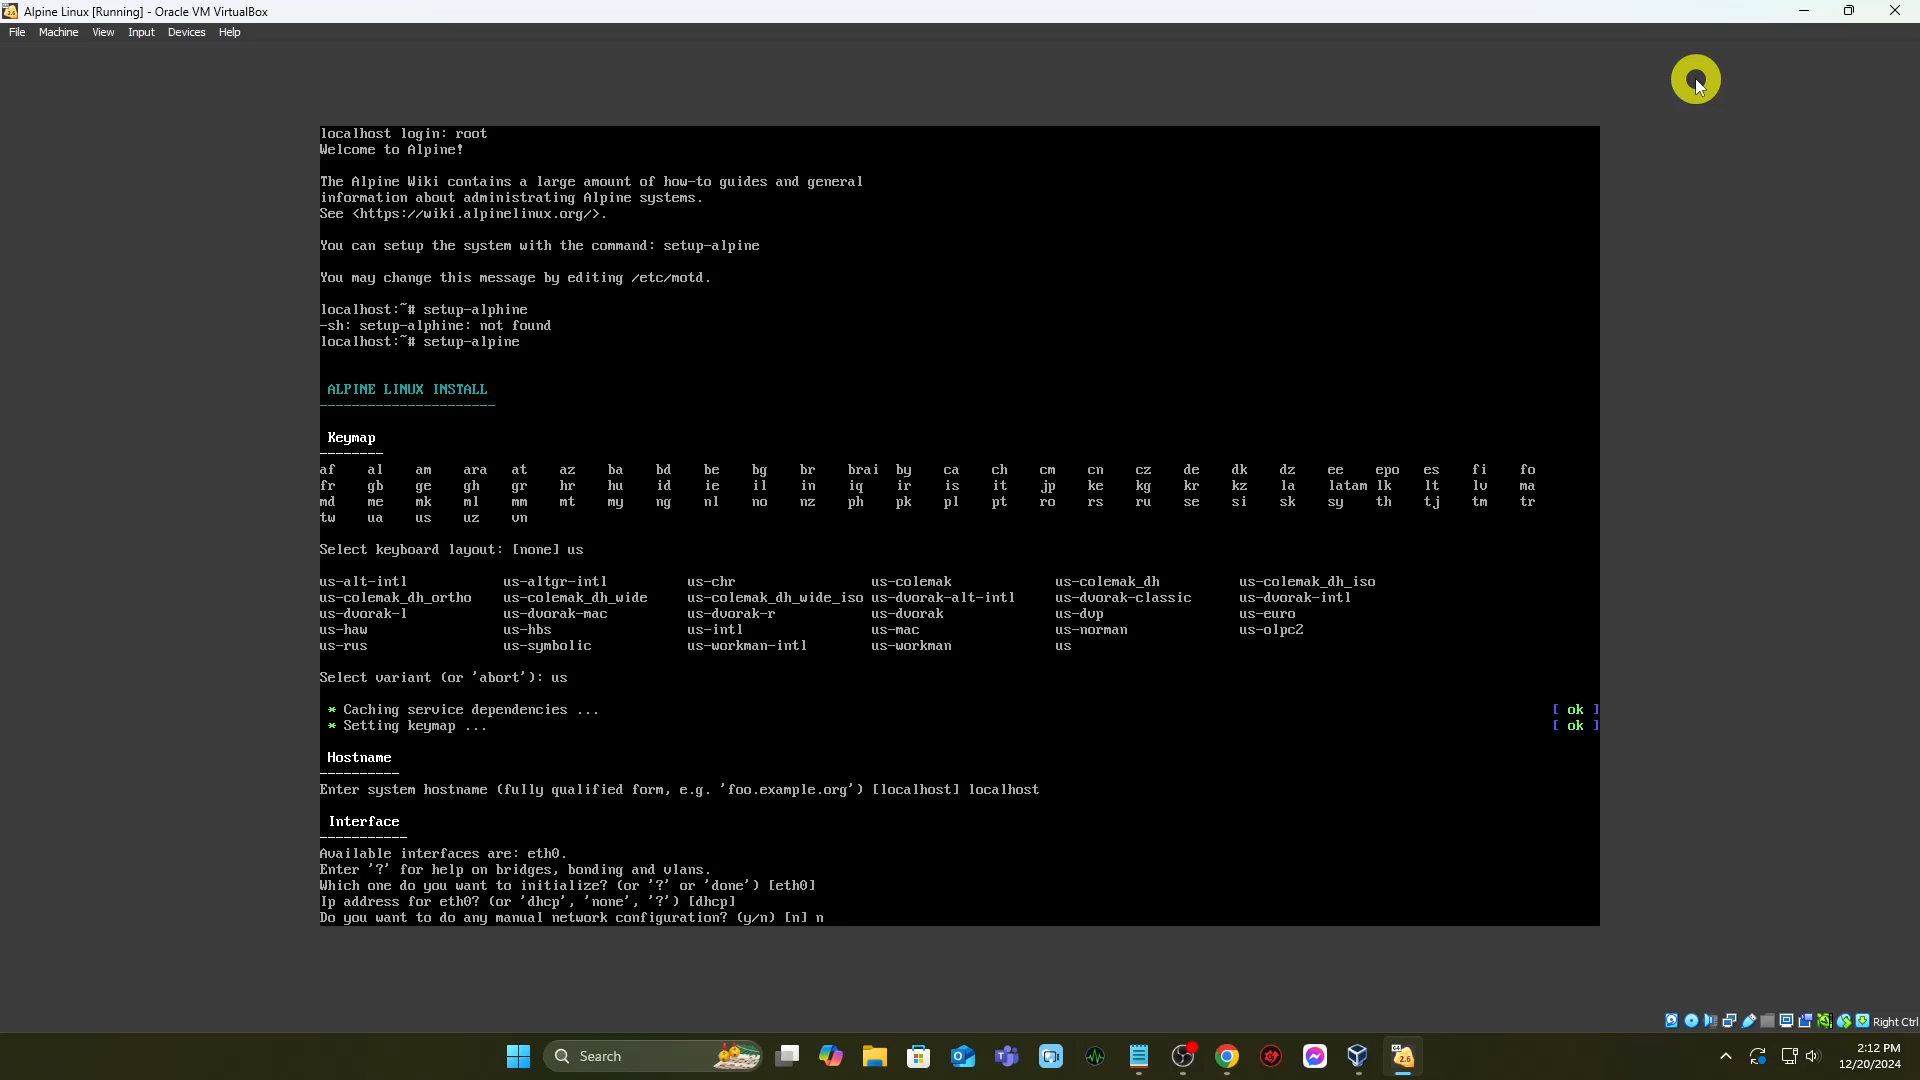 Alpine Linux [Running] - Oracle VM VirtualBox
File Machine View Input Devices Help
localhost login: root
Welcome to Alpine!
The Alpine Wiki contains a large amount of how-to guides and general
information about administrating Alpine systems.
See <https://wiki.alpinelinux.org/>.
You can setup the system with the command: setup-alpine
You may change this message by editing /etc/motd.
localhost:~# setup-alphine
-sh: setup-alphine: not found
localhost:~# setup-alpine
ALPINE LINUX INSTALL
----------------------
Keymap
--------
af al am ara at az ba bd be bg br brai by ca ch cm cn cz de dk dz ee epo es fi fo
fr gb ge gh gr hr hu id ie il in iq ir is it jp ke kg kr kz la latam lk lt lv ma
md me mk ml mm mt my ng nl no nz ph pk pl pt ro rs ru se si sk sy th tj tm tr
tw ua us uz vn
Select keyboard layout: [none] us
us-alt-intl us-altgr-intl us-chr us-colemak us-colemak_dh us-colemak_dh_iso
us-colemak_dh_ortho us-colemak_dh_wide us-colemak_dh_wide_iso us-dvorak-alt-intl us-dvorak-classic us-dvorak-intl
us-dvorak-l us-dvorak-mac us-dvorak-r us-dvorak us-dvp us-euro
us-haw us-hbs us-intl us-mac us-norman us-olpc2
us-rus us-symbolic us-workman-intl us-workman us
Select variant (or 'abort'): us
* Caching service dependencies ... [ ok ]
* Setting keymap ... [ ok ]
Hostname
----------
Enter system hostname (fully qualified form, e.g. 'foo.example.org') [localhost] localhost
Interface
-----------
Available interfaces are: eth0.
Enter '?' for help on bridges, bonding and vlans.
Which one do you want to initialize? (or '?' or 'done') [eth0]
Ip address for eth0? (or 'dhcp', 'none', '?') [dhcp]
Do you want to do any manual network configuration? (y/n) [n] n
Right Ctrl
Search
2:12 PM
12/20/2024